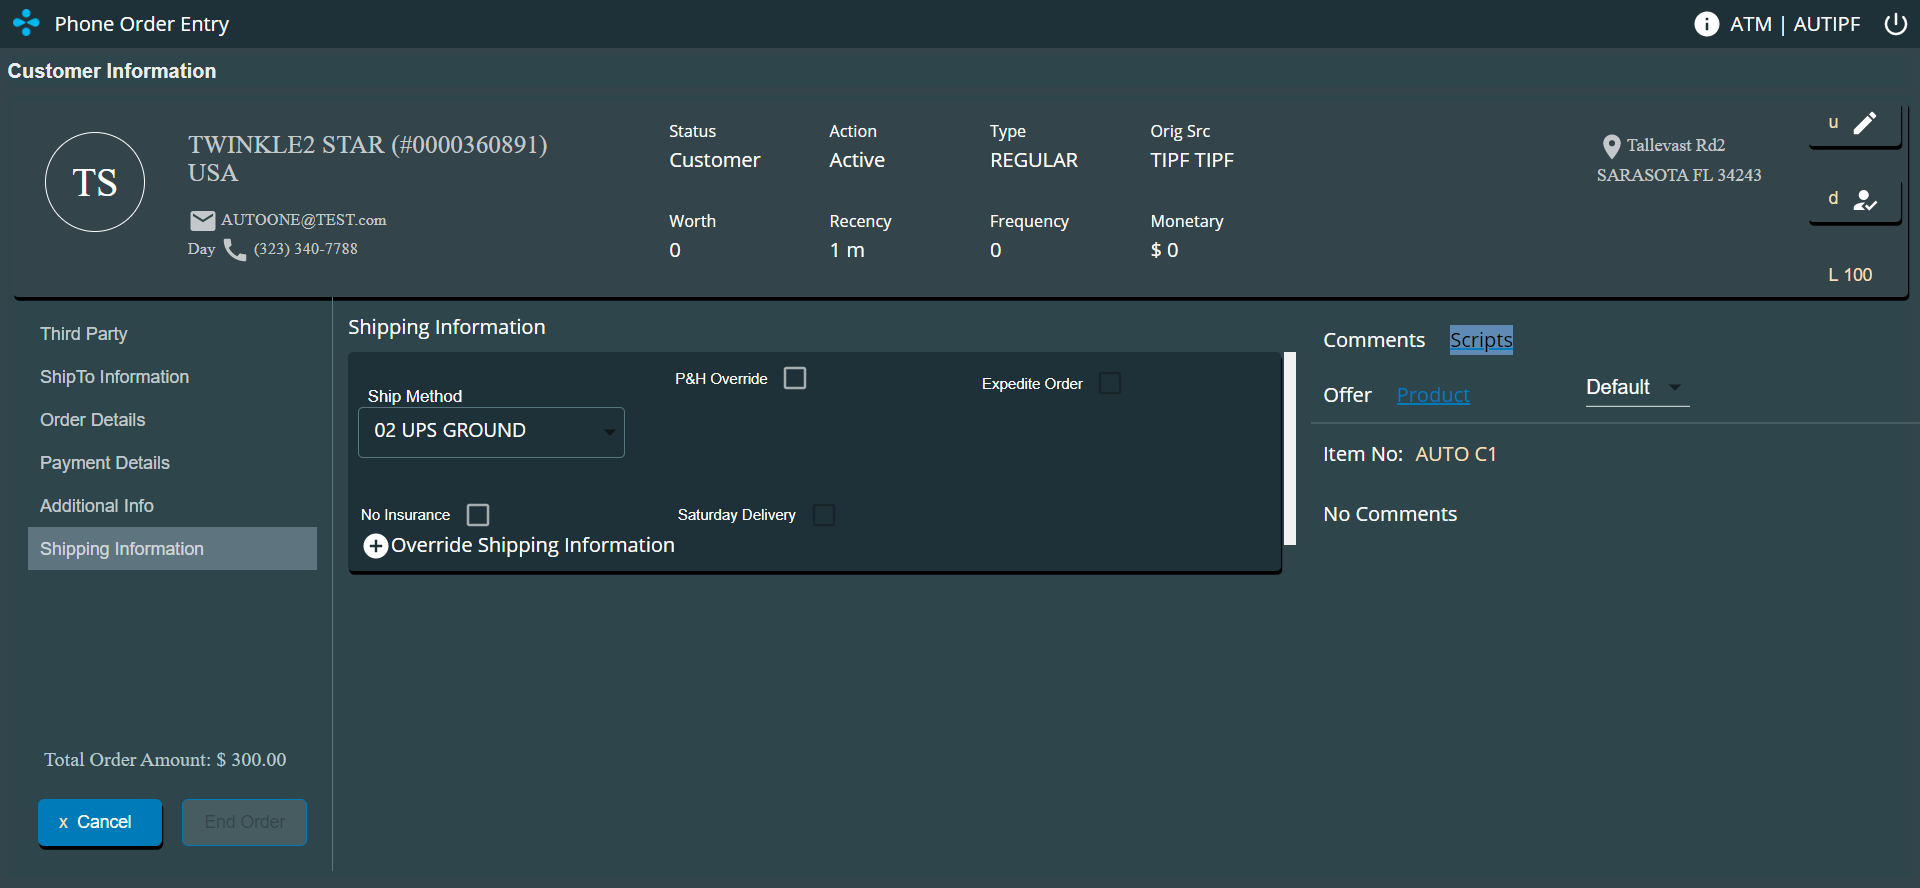 Phone Order Entry
ATM | AUTIPF
Customer Information
TS
TWINKLE2 STAR (#0000360891)
USA
AUTOONE@TEST.com
Day (323) 340-7788
Status
Customer
Action
Active
Type
REGULAR
Orig Src
TIPF TIPF
Worth
0
Recency
1 m
Frequency
0
Monetary
$ 0
Tallevast Rd2
SARASOTA FL 34243
u
d
L 100
Third Party
ShipTo Information
Order Details
Payment Details
Additional Info
Shipping Information
Total Order Amount: $ 300.00
x Cancel
End Order
Shipping Information
Ship Method
02 UPS GROUND
P&H Override
Expedite Order
No Insurance
Saturday Delivery
Override Shipping Information
Comments Scripts
Offer Product
Default
Item No: AUTO C1
No Comments